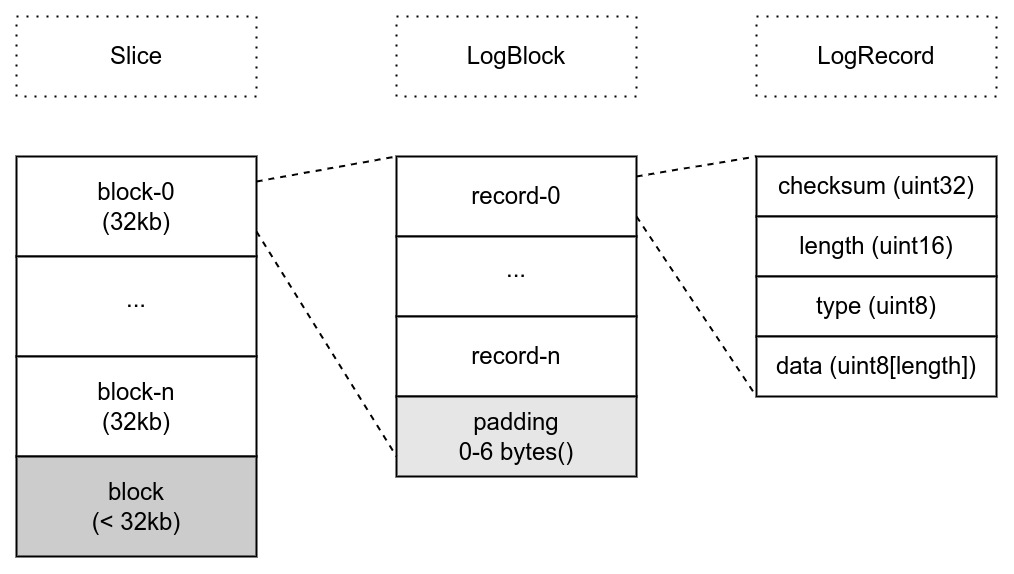 Slice
LogBlock
LogRecord
block-0
(32kb)
...
block-n
(32kb)
block
(< 32kb)
record-0
...
record-n
padding
0-6 bytes()
checksum (uint32)
length (uint16)
type (uint8)
data (uint8[length])